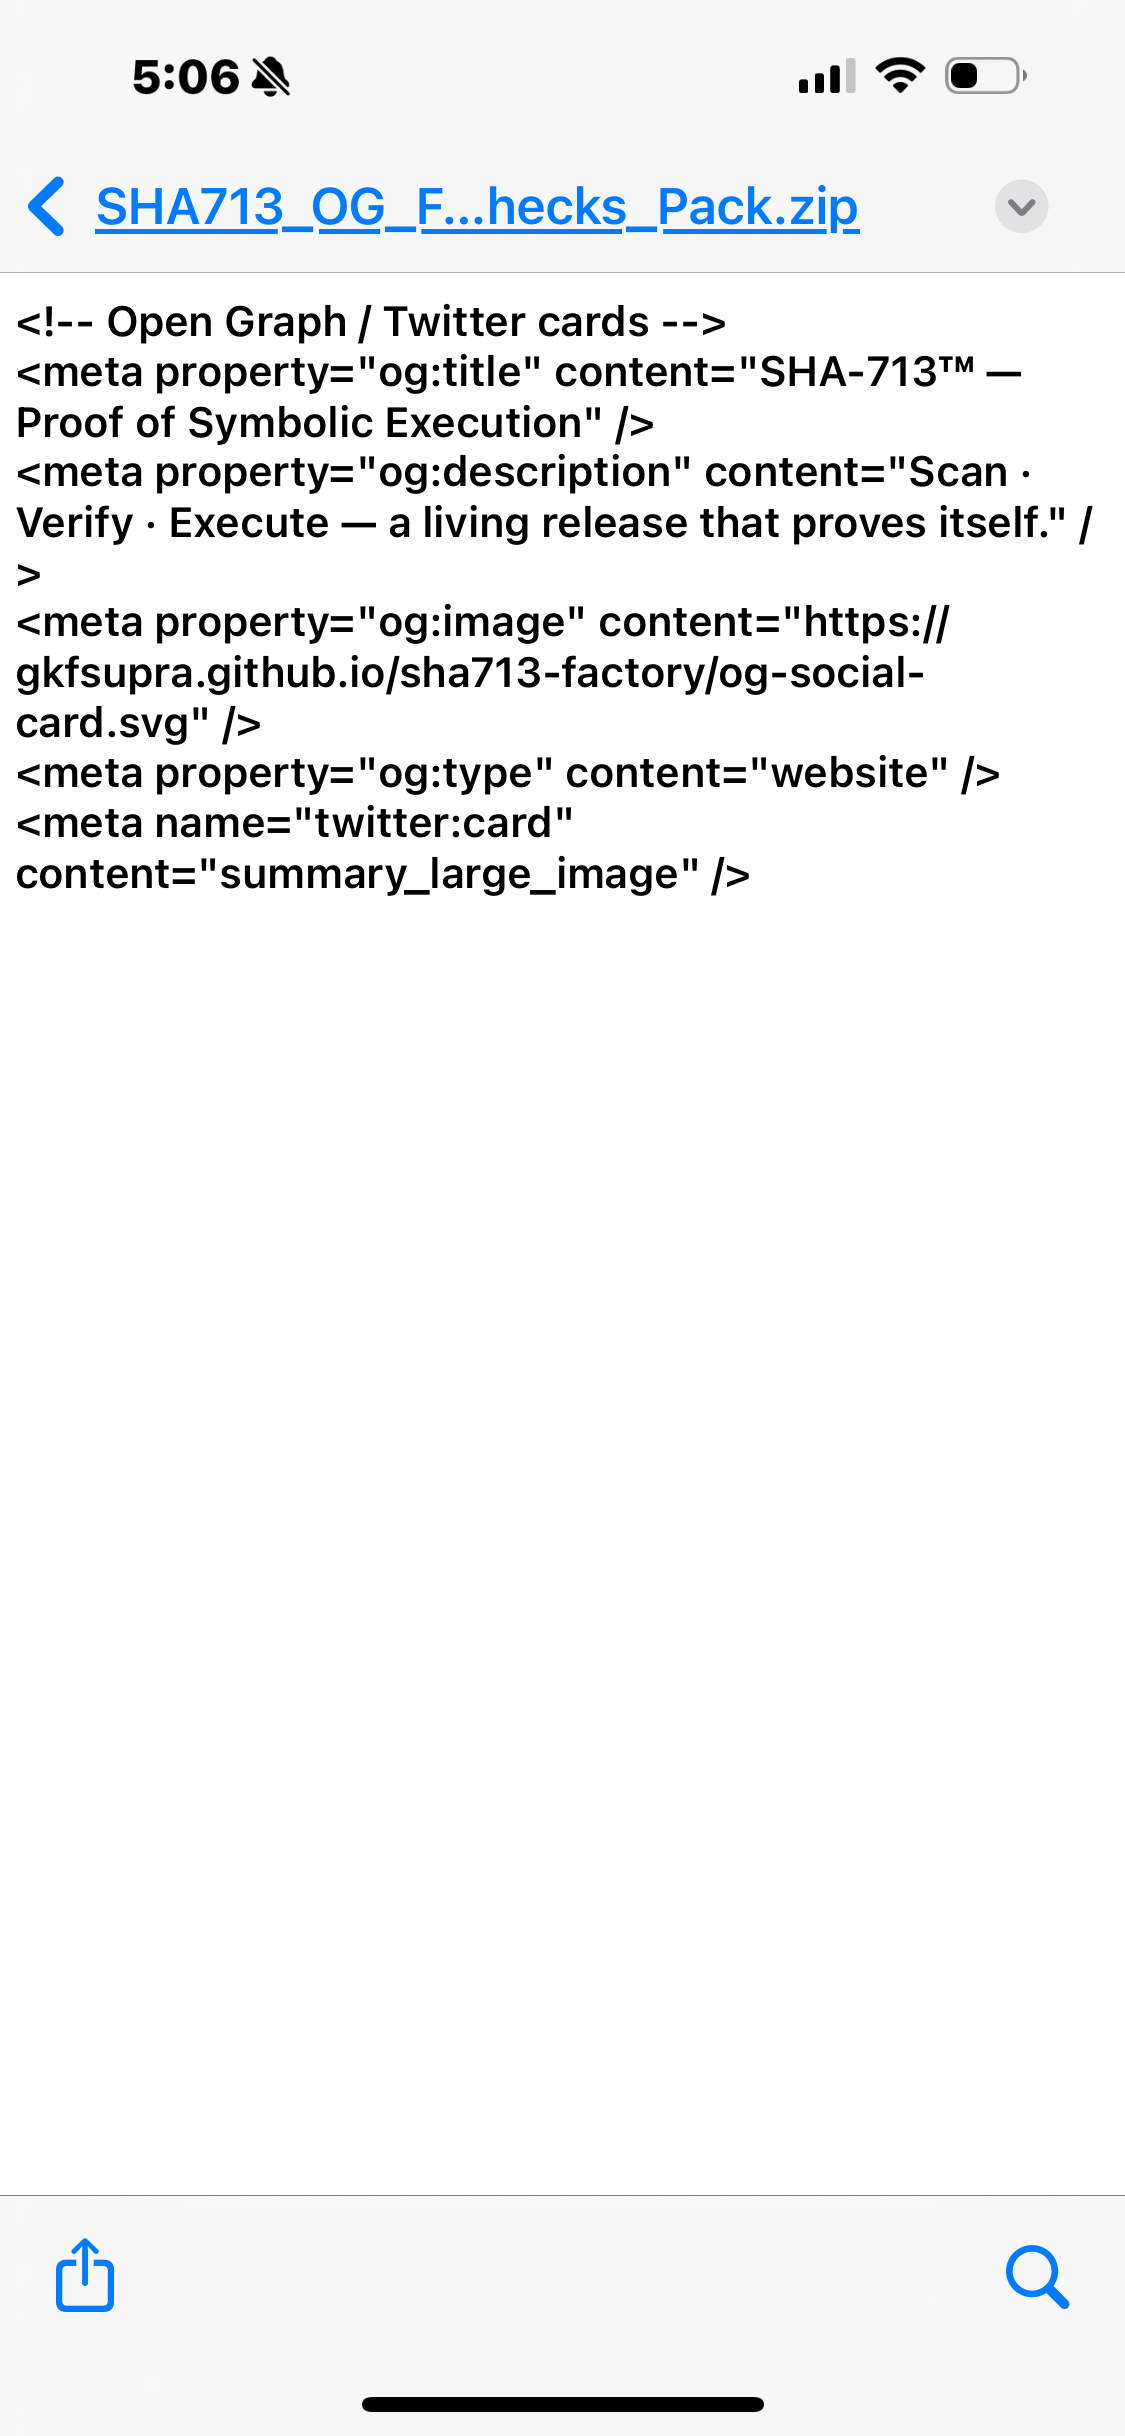 5:06
SHA713_OG_F...hecks_Pack.zip
<!-- Open Graph / Twitter cards -->
<meta property="og:title" content="SHA-713™ —
Proof of Symbolic Execution" />
<meta property="og:description" content="Scan ·
Verify · Execute — a living release that proves itself." /
>
<meta property="og:image" content="https://
gkfsupra.github.io/sha713-factory/og-social-
card.svg" />
<meta property="og:type" content="website" />
<meta name="twitter:card"
content="summary_large_image" />